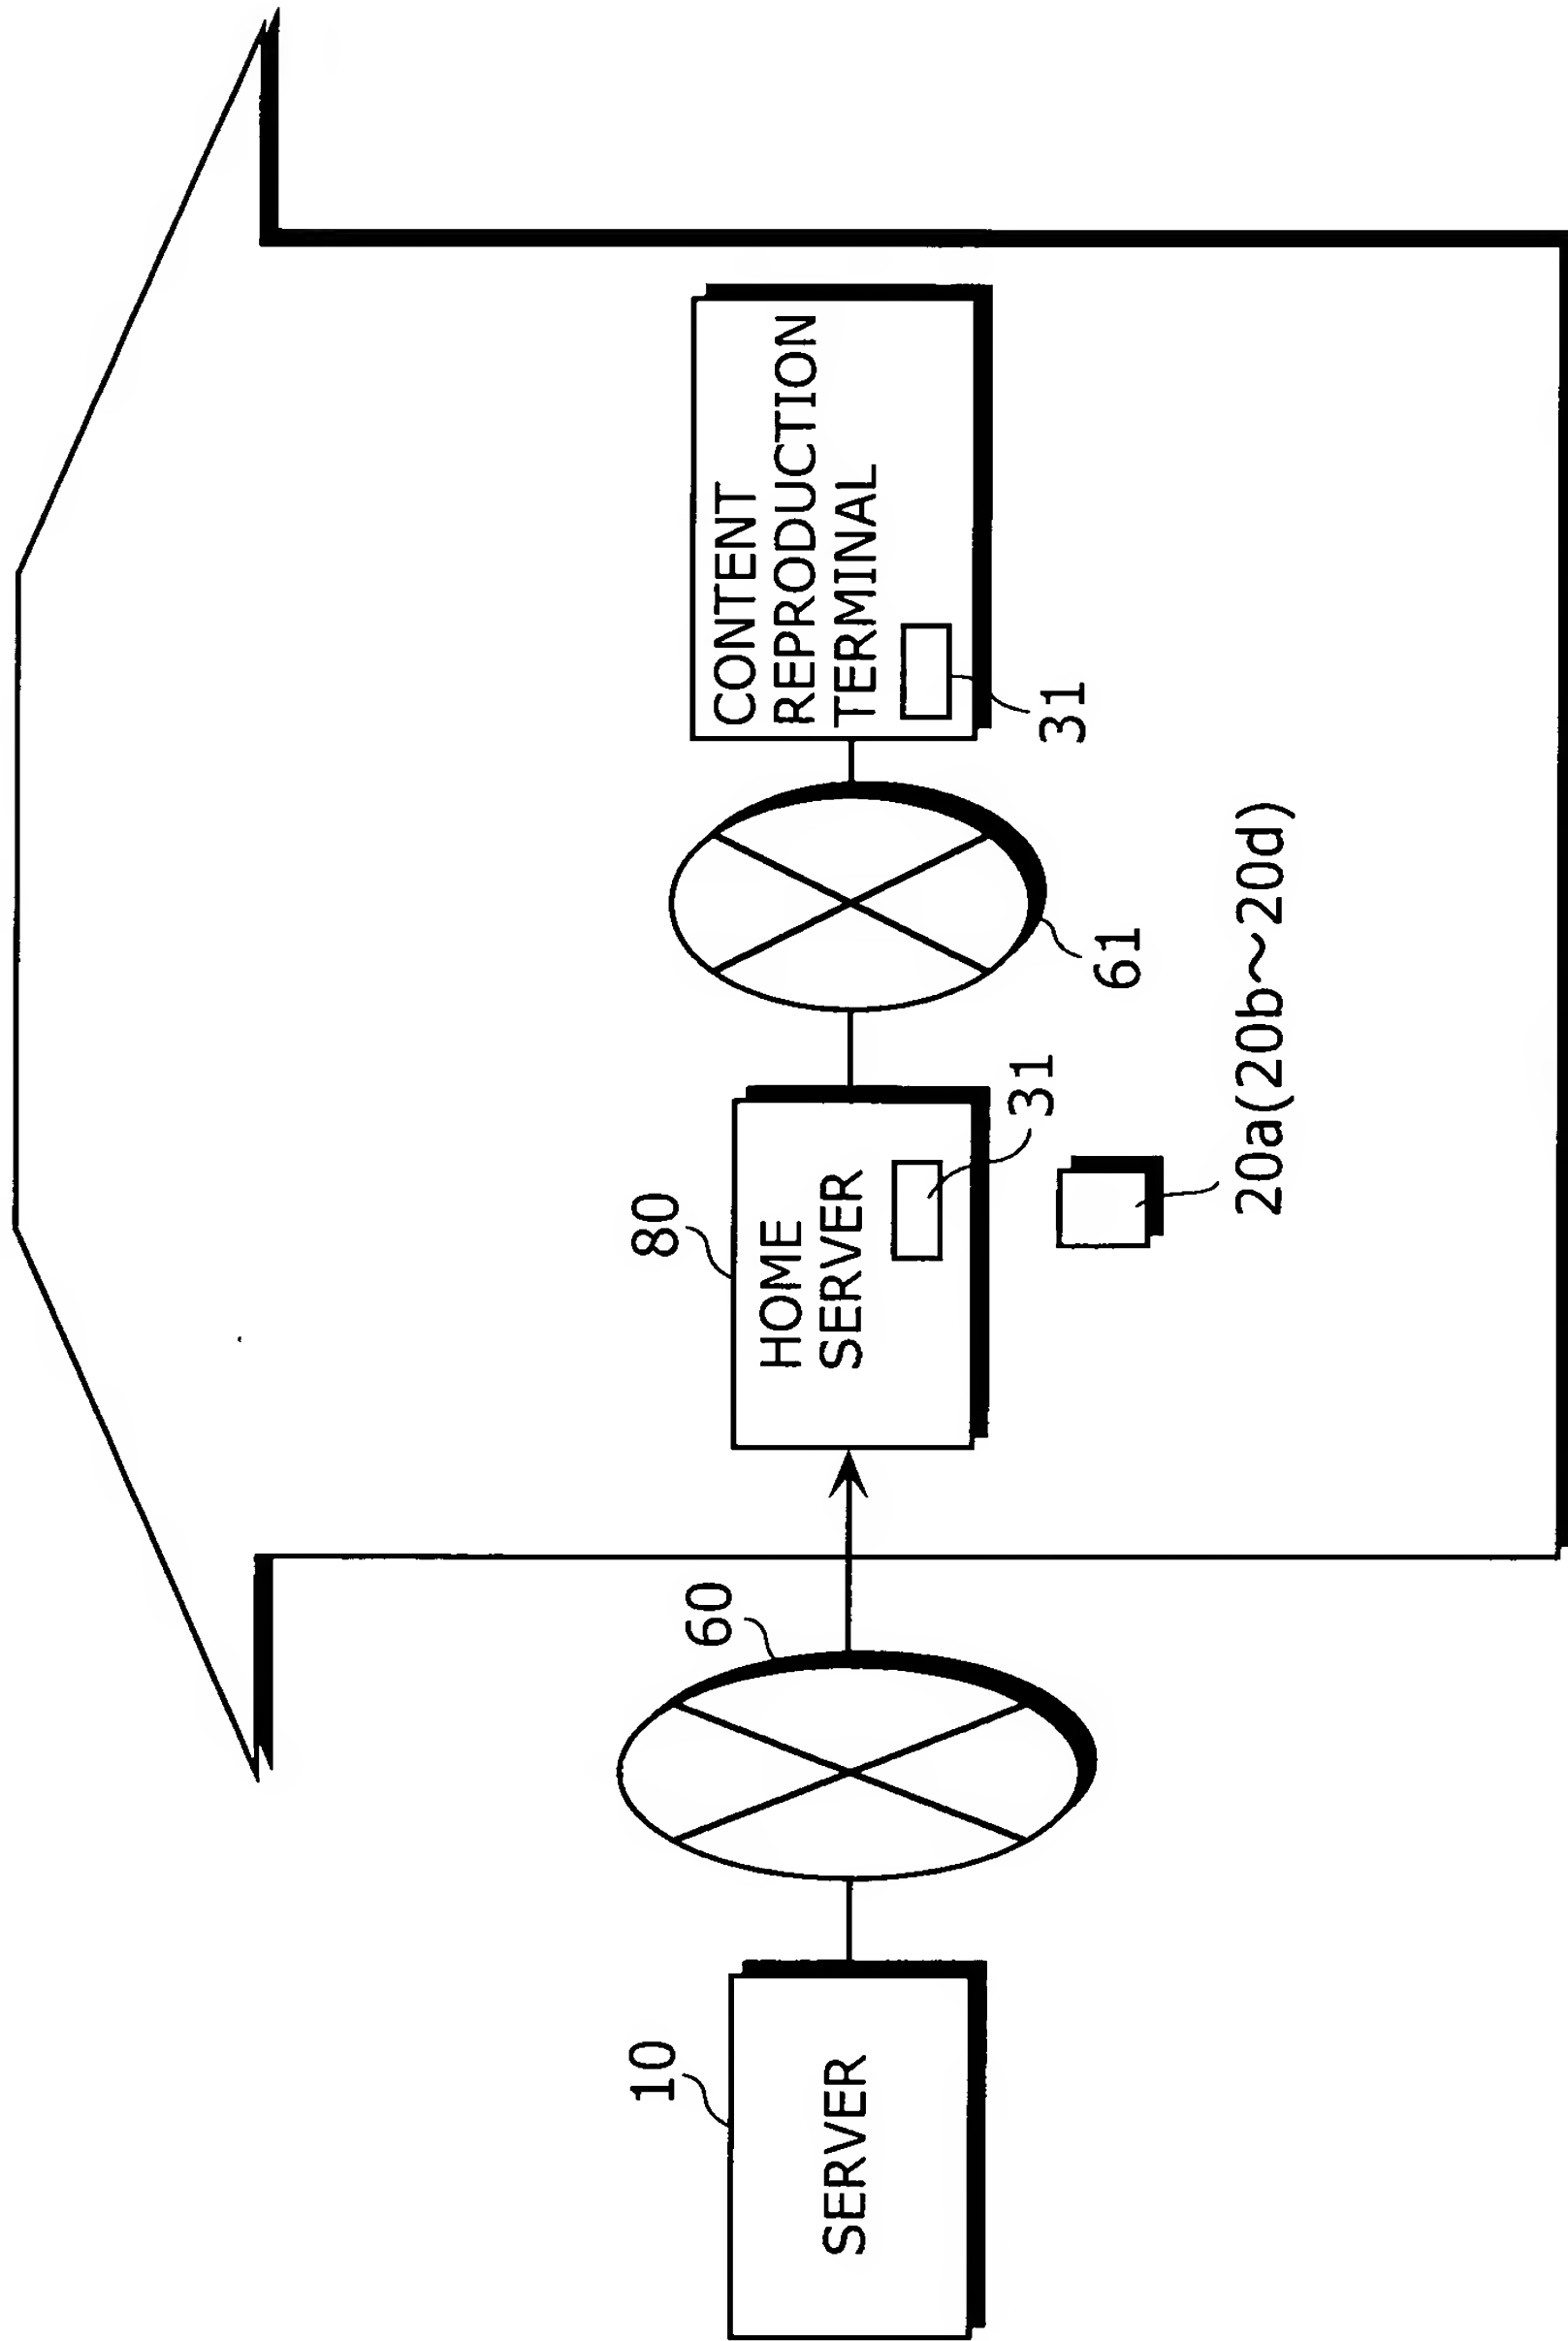 10
SERVER
60
80
HOME
SERVER
31
20a(20b~20d)
61
CONTENT
REPRODUCTION
TERMINAL
31